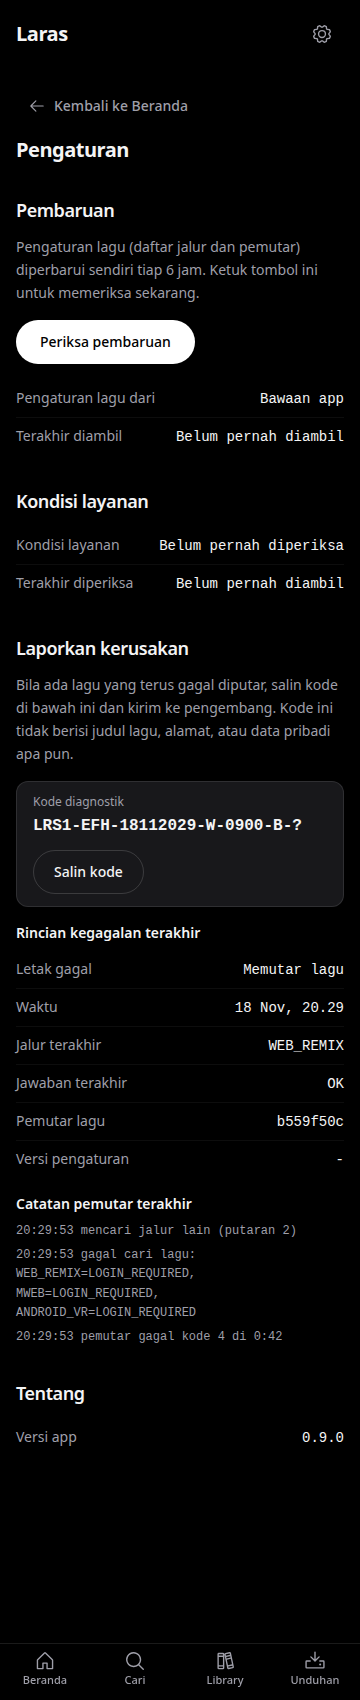 Laras
Kembali ke Beranda
Pengaturan
Pembaruan
Pengaturan lagu (daftar jalur dan pemutar)
diperbarui sendiri tiap 6 jam. Ketuk tombol ini
untuk memeriksa sekarang.
Periksa pembaruan
Pengaturan lagu dari Bawaan app
Terakhir diambil Belum pernah diambil
Kondisi layanan
Kondisi layanan Belum pernah diperiksa
Terakhir diperiksa Belum pernah diambil
Laporkan kerusakan
Bila ada lagu yang terus gagal diputar, salin kode
di bawah ini dan kirim ke pengembang. Kode ini
tidak berisi judul lagu, alamat, atau data pribadi
apa pun.
Kode diagnostik
LRS1-EFH-18112029-W-0900-B-?
Salin kode
Rincian kegagalan terakhir
Letak gagal Memutar lagu
Waktu 18 Nov, 20.29
Jalur terakhir WEB_REMIX
Jawaban terakhir OK
Pemutar lagu b559f50c
Versi pengaturan -
Catatan pemutar terakhir
20:29:53 mencari jalur lain (putaran 2)
20:29:53 gagal cari lagu:
WEB_REMIX=LOGIN_REQUIRED,
MWEB=LOGIN_REQUIRED,
ANDROID_VR=LOGIN_REQUIRED
20:29:53 pemutar gagal kode 4 di 0:42
Tentang
Versi app 0.9.0
Beranda Cari Library Unduhan